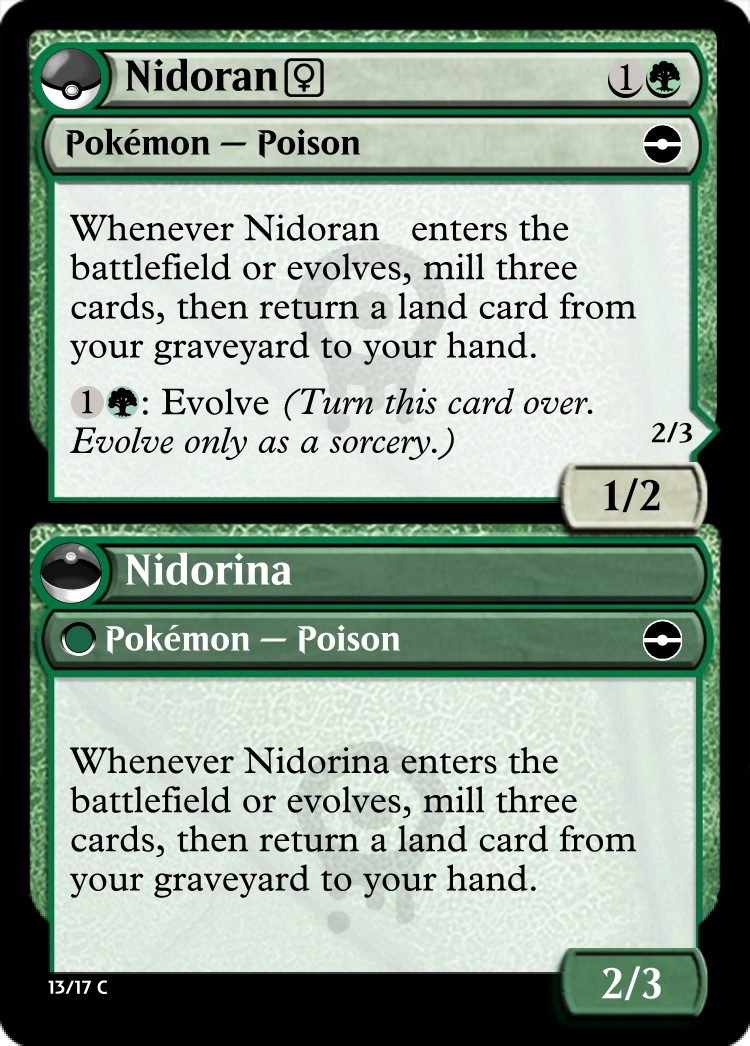 Nidoran♀ 1
Pokémon — Poison
Whenever Nidoran enters the
battlefield or evolves, mill three
cards, then return a land card from
your graveyard to your hand.
1: Evolve (Turn this card over.
Evolve only as a sorcery.)
2/3
1/2
Nidorina
Pokémon — Poison
Whenever Nidorina enters the
battlefield or evolves, mill three
cards, then return a land card from
your graveyard to your hand.
13/17 C
2/3